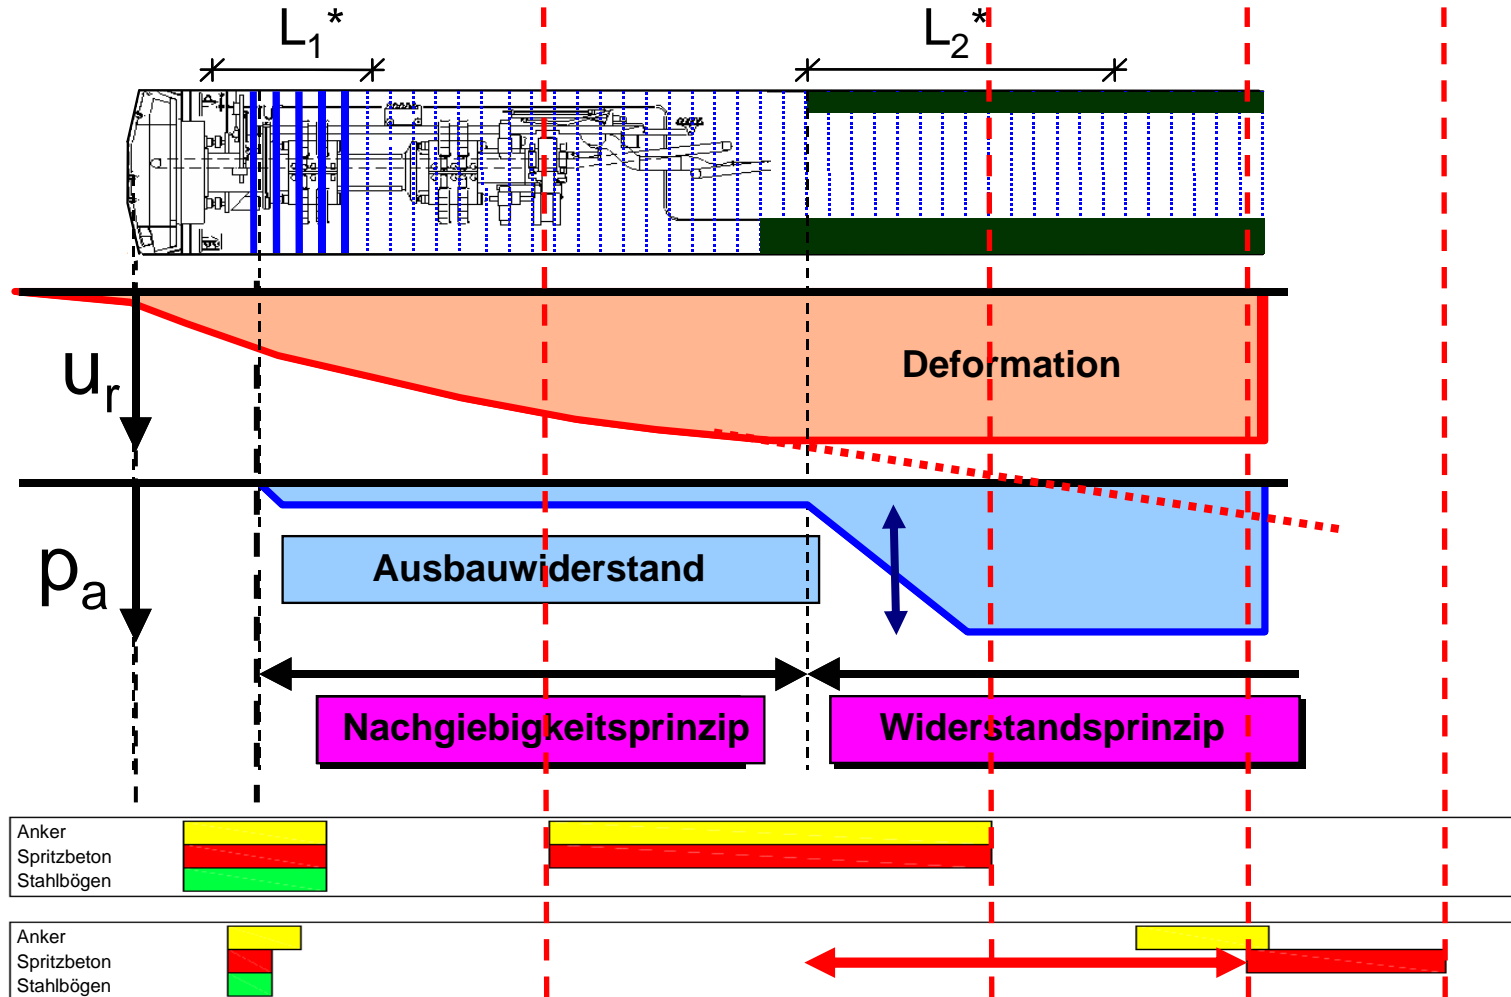 L1*
L2*
ur
Deformation
pa
Ausbauwiderstand
Nachgiebigkeitsprinzip
Widerstandsprinzip
Anker
Spritzbeton
Stahlbögen
Anker
Spritzbeton
Stahlbögen